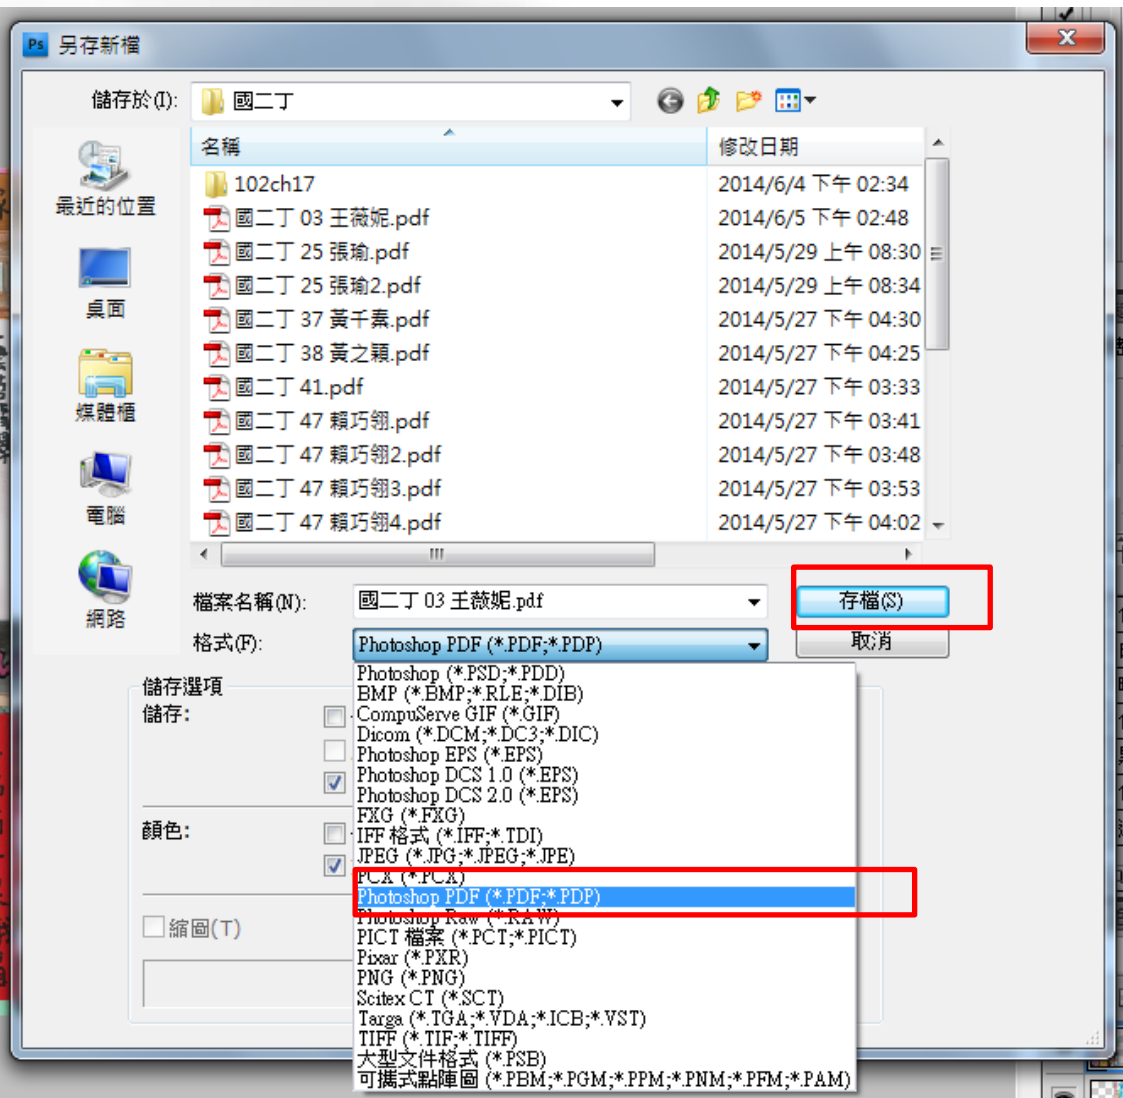 Ps 另存新檔
儲存於(I): 國二丁
名稱 修改日期
102ch17 2014/6/4 下午 02:34
國二丁 03 王薇妮.pdf 2014/6/5 下午 02:48
國二丁 25 張瑜.pdf 2014/5/29 上午 08:30
國二丁 25 張瑜2.pdf 2014/5/29 上午 08:34
國二丁 37 黃千素.pdf 2014/5/27 下午 04:30
國二丁 38 黃之穎.pdf 2014/5/27 下午 04:25
國二丁 41.pdf 2014/5/27 下午 03:33
國二丁 47 賴巧翎.pdf 2014/5/27 下午 03:41
國二丁 47 賴巧翎2.pdf 2014/5/27 下午 03:48
國二丁 47 賴巧翎3.pdf 2014/5/27 下午 03:53
國二丁 47 賴巧翎4.pdf 2014/5/27 下午 04:02
最近的位置
桌面
媒體櫃
電腦
網路
檔案名稱(N): 國二丁 03 王薇妮.pdf 存檔(S)
格式(F): Photoshop PDF (*.PDF;*.PDP) 取消
儲存選項
儲存:
顏色:
縮圖(T)
Photoshop (*.PSD;*.PDD)
BMP (*.BMP;*.RLE;*.DIB)
CompuServe GIF (*.GIF)
Dicom (*.DCM;*.DC3;*.DIC)
Photoshop EPS (*.EPS)
Photoshop DCS 1.0 (*.EPS)
Photoshop DCS 2.0 (*.EPS)
FXG (*.FXG)
IFF 格式 (*.IFF;*.TDI)
JPEG (*.JPG;*.JPEG;*.JPE)
PCX (*.PCX)
Photoshop PDF (*.PDF;*.PDP)
Photoshop Raw (*.RAW)
PICT 檔案 (*.PCT;*.PICT)
Pixar (*.PXR)
PNG (*.PNG)
Scitex CT (*.SCT)
Targa (*.TGA;*.VDA;*.ICB;*.VST)
TIFF (*.TIF;*.TIFF)
大型文件格式 (*.PSB)
可攜式點陣圖 (*.PBM;*.PGM;*.PPM;*.PNM;*.PFM;*.PAM)